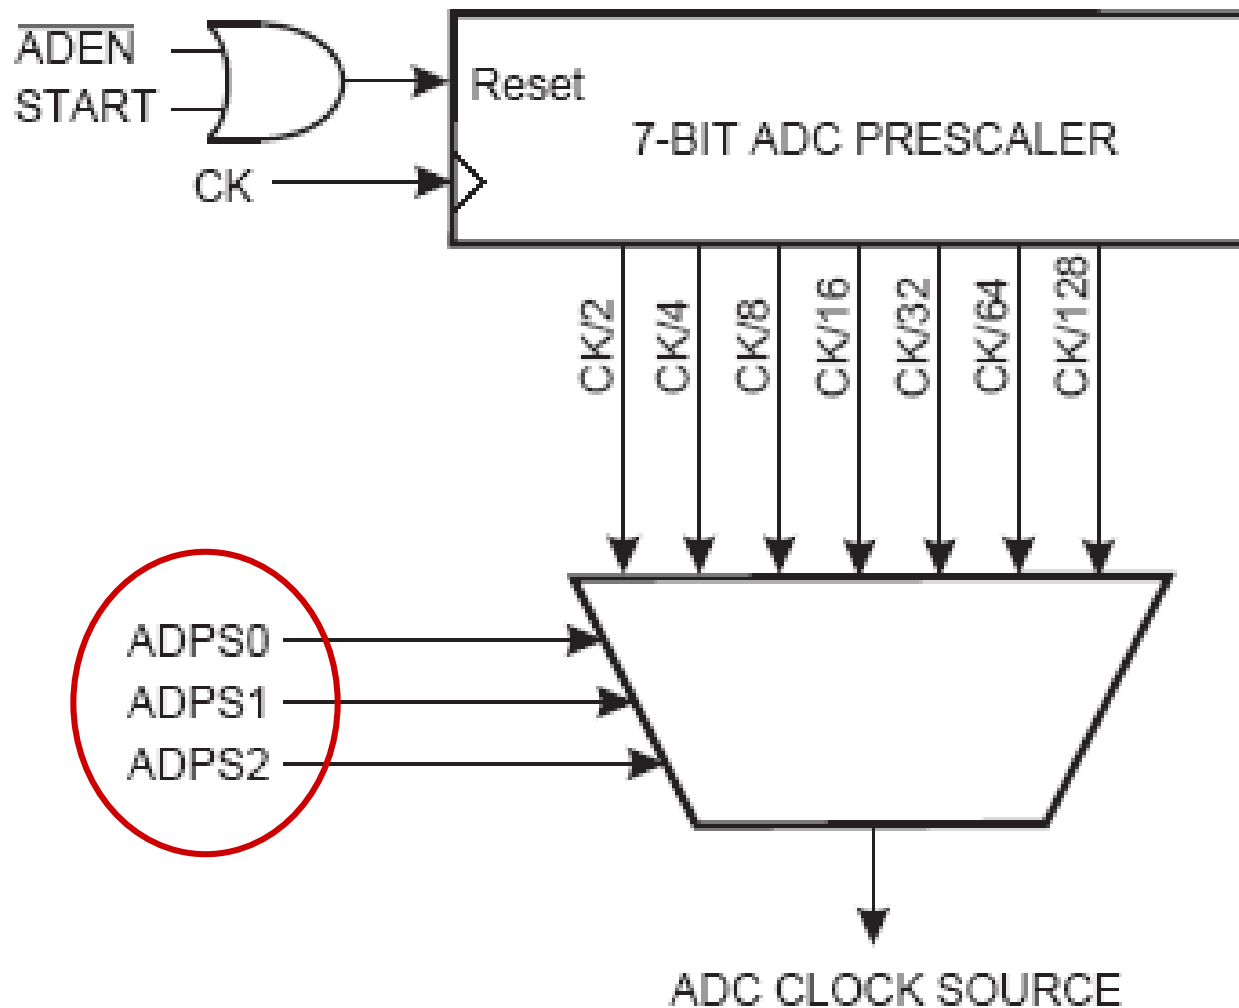 A̅D̅E̅N̅
START
Reset
7-BIT ADC PRESCALER
CK
CK/2
CK/4
CK/8
CK/16
CK/32
CK/64
CK/128
ADPS0
ADPS1
ADPS2
ADC CLOCK SOURCE